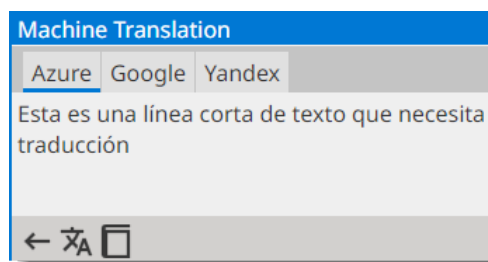 Machine Translation
Azure Google Yandex
Esta es una línea corta de texto que necesita
traducción